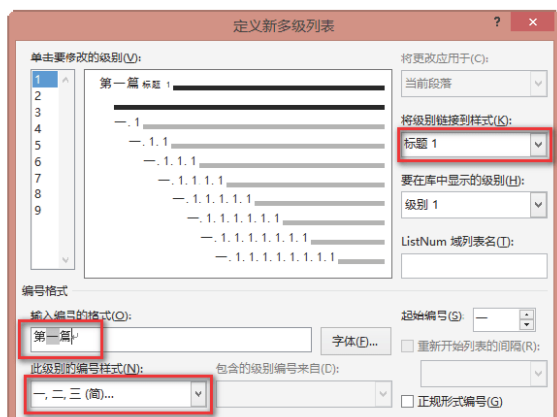 定义新多级列表
? ×
单击要修改的级别(V):
将更改应用于(C):
1
2
3
4
5
6
7
8
9
第一篇 标题 1
一.1
一.1.1
一.1.1.1
一.1.1.1.1
一.1.1.1.1.1
一.1.1.1.1.1.1
一.1.1.1.1.1.1.1
一.1.1.1.1.1.1.1.1
当前段落
将级别链接到样式(K):
标题 1
要在库中显示的级别(H):
级别 1
ListNum 域列表名(T):
编号格式
输入编号的格式(O):
第一篇
字体(F)...
起始编号(S):
一
重新开始列表的间隔(R):
此级别的编号样式(N):
包含的级别编号来自(D):
一, 二, 三 (简)...
正规形式编号(G)